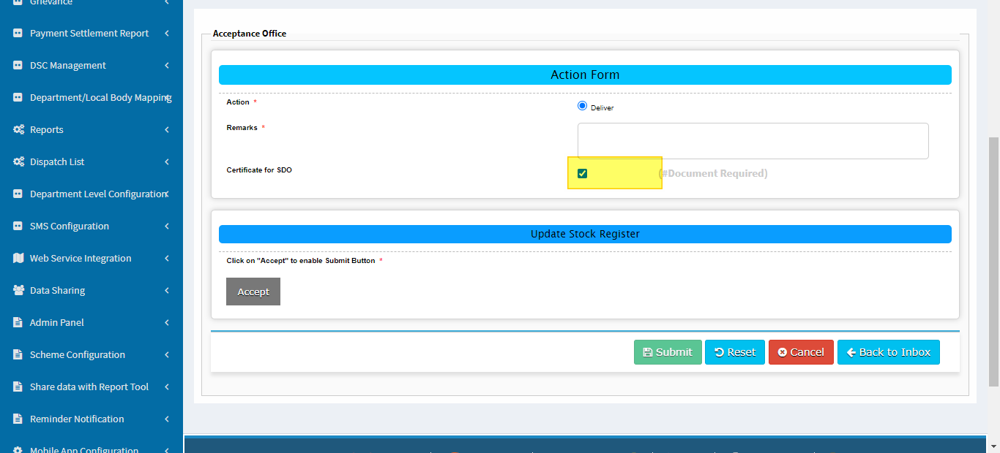 Grievance
Payment Settlement Report
DSC Management
Department/Local Body Mapping
Reports
Dispatch List
Department Level Configuration
SMS Configuration
Web Service Integration
Data Sharing
Admin Panel
Scheme Configuration
Share data with Report Tool
Reminder Notification
Mobile App Configuration
Acceptance Office
Action Form
Action *
Deliver
Remarks *
Certificate for SDO
(#Document Required)
Update Stock Register
Click on "Accept" to enable Submit Button *
Accept
Submit Reset Cancel Back to Inbox